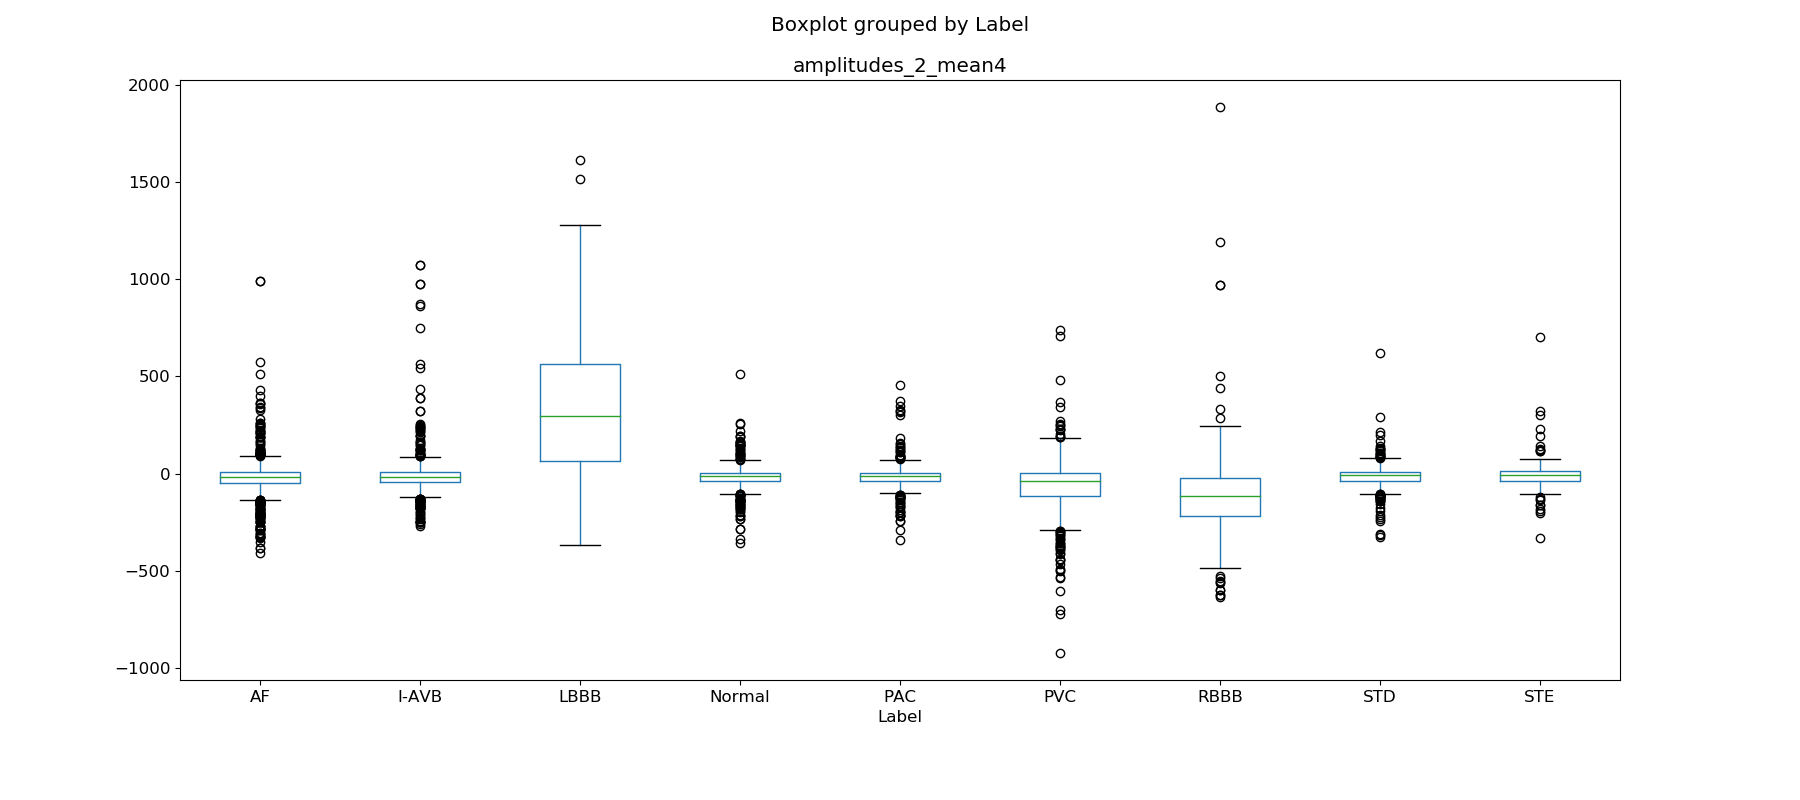 Boxplot grouped by Label
amplitudes_2_mean4
2000
1500
1000
500
0
−500
−1000
AF I-AVB LBBB Normal PAC PVC RBBB STD STE
Label